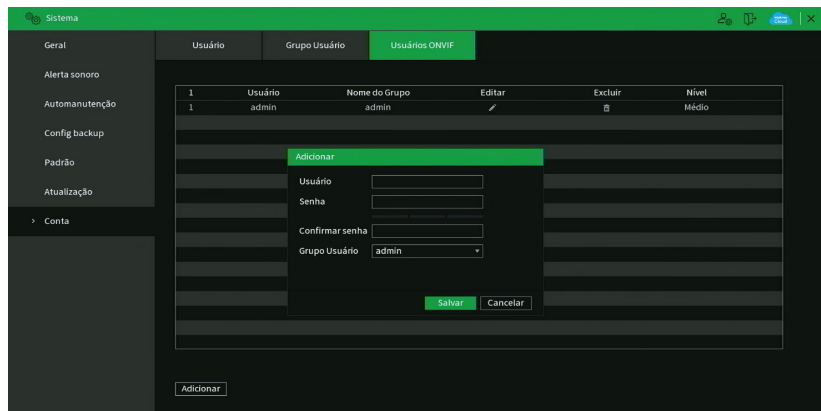 Sistema
Geral
Alerta sonoro
Automanutenção
Config backup
Padrão
Atualização
> Conta
Usuário Grupo Usuário Usuários ONVIF
1 Usuário Nome do Grupo Editar Excluir Nível
1 admin admin Médio
Adicionar
Usuário
Senha
Confirmar senha
Grupo Usuário admin
Salvar Cancelar
Adicionar